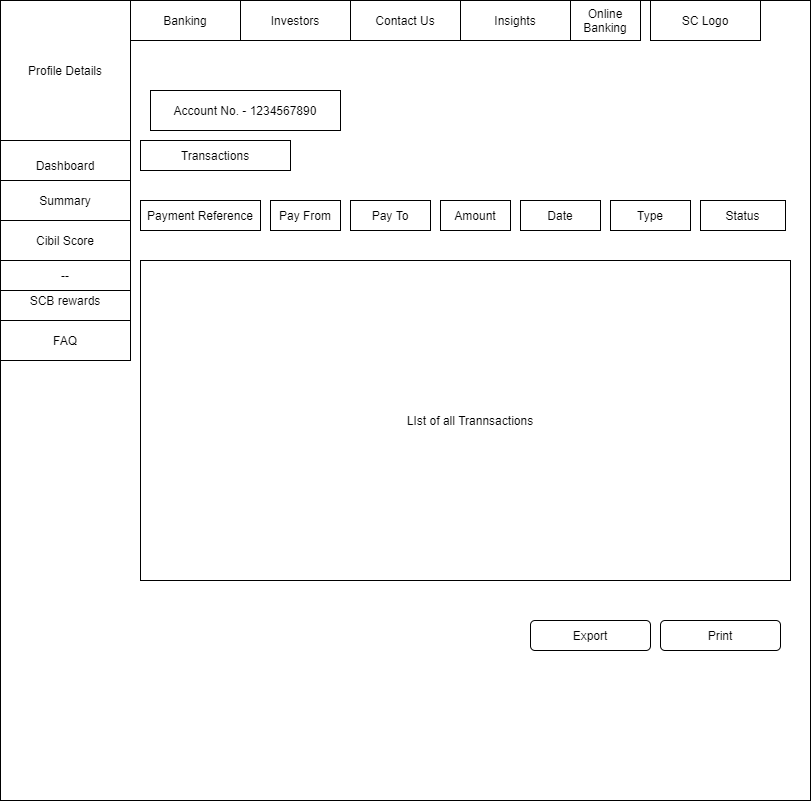 Banking
Investors
Contact Us
Insights
Online
Banking
SC Logo
Profile Details
Account No. - 1234567890
Transactions
Dashboard
Summary
Cibil Score
--
SCB rewards
FAQ
Payment Reference
Pay From
Pay To
Amount
Date
Type
Status
LIst of all Trannsactions
Export
Print